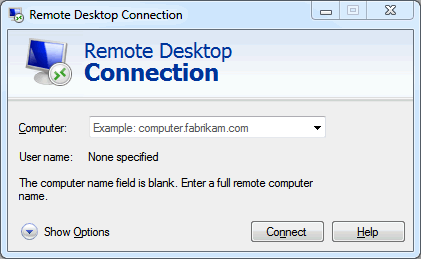 Remote Desktop Connection
Remote Desktop
Connection
Computer: Example: computer.fabrikam.com
User name: None specified
The computer name field is blank. Enter a full remote computer
name.
Show Options Connect Help